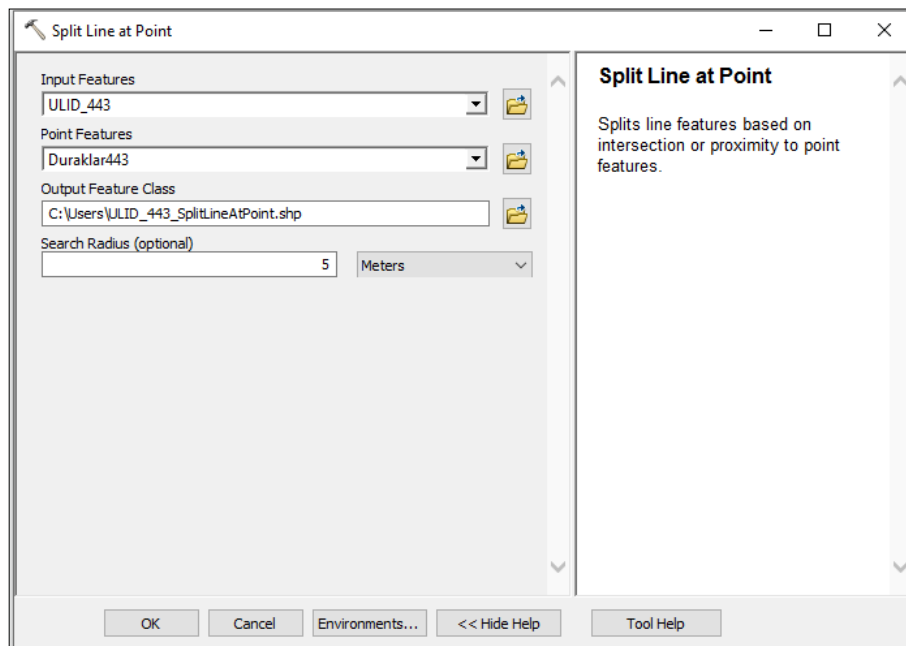 Split Line at Point
Input Features
ULID_443
Point Features
Duraklar443
Output Feature Class
C:\Users\ULID_443_SplitLineAtPoint.shp
Search Radius (optional)
5 Meters
Split Line at Point
Splits line features based on
intersection or proximity to point
features.
OK Cancel Environments... << Hide Help Tool Help